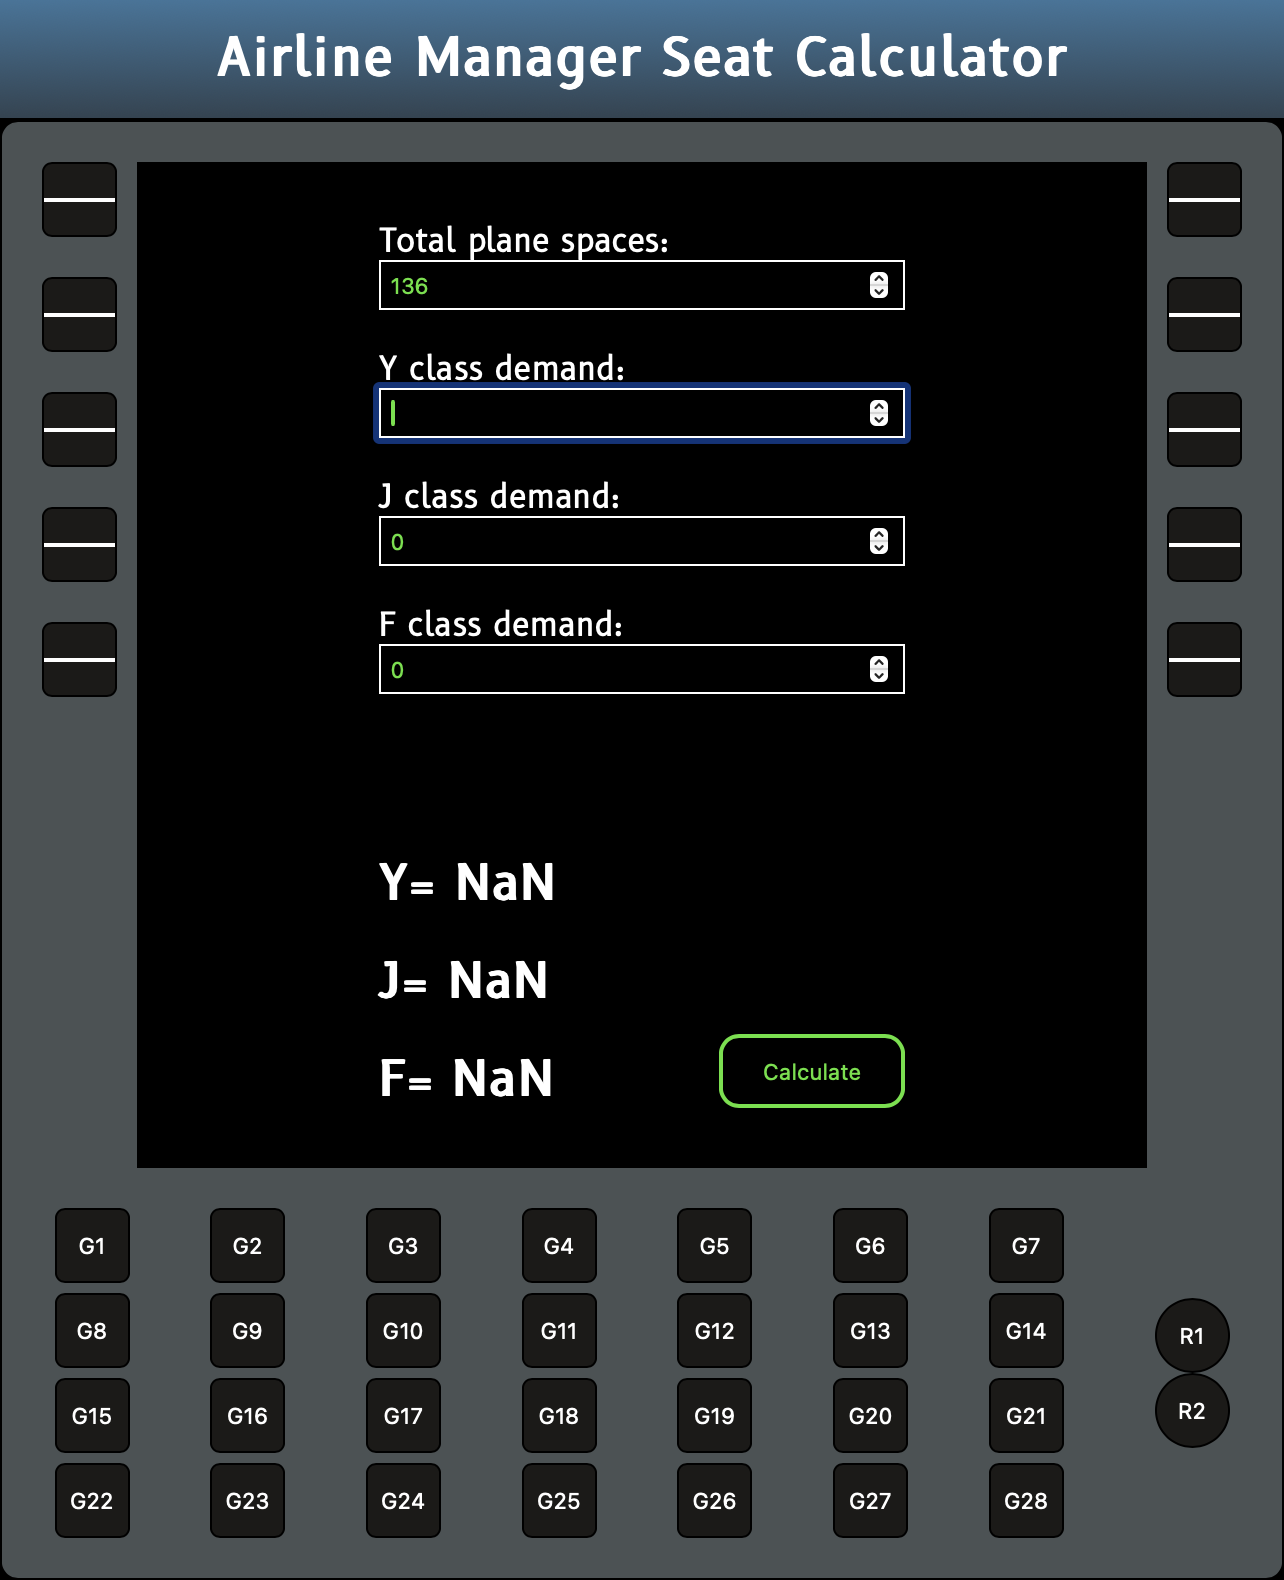 Airline Manager Seat Calculator
Total plane spaces:
136
Y class demand:
J class demand:
0
F class demand:
0
Y= NaN
J= NaN
F= NaN
Calculate
G1 G2 G3 G4 G5 G6 G7
G8 G9 G10 G11 G12 G13 G14
R1
G15 G16 G17 G18 G19 G20 G21
R2
G22 G23 G24 G25 G26 G27 G28